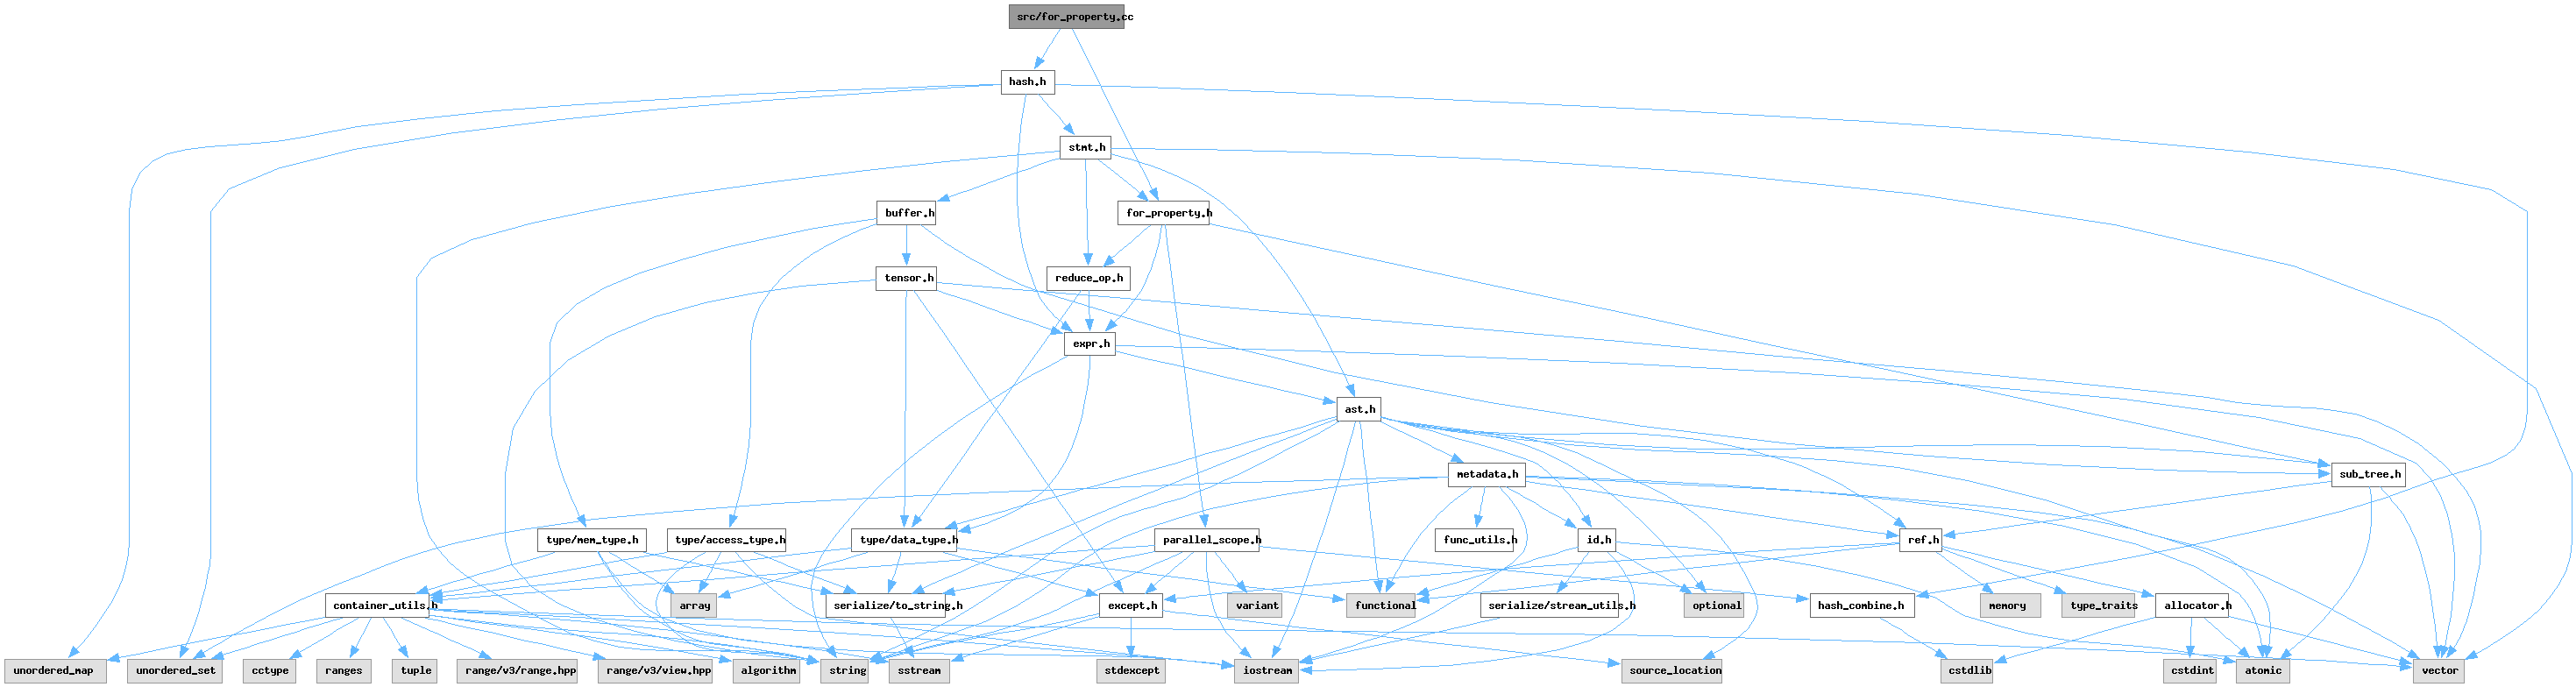 src/for_property.cc
hash.h
stmt.h
buffer.h
for_property.h
tensor.h
reduce_op.h
expr.h
ast.h
metadata.h
sub_tree.h
type/mem_type.h
type/access_type.h
type/data_type.h
parallel_scope.h
func_utils.h
id.h
ref.h
container_utils.h
array
serialize/to_string.h
except.h
variant
functional
serialize/stream_utils.h
optional
hash_combine.h
memory
type_traits
allocator.h
unordered_map
unordered_set
cctype
ranges
tuple
range/v3/range.hpp
range/v3/view.hpp
algorithm
string
sstream
stdexcept
iostream
source_location
cstdlib
cstdint
atomic
vector